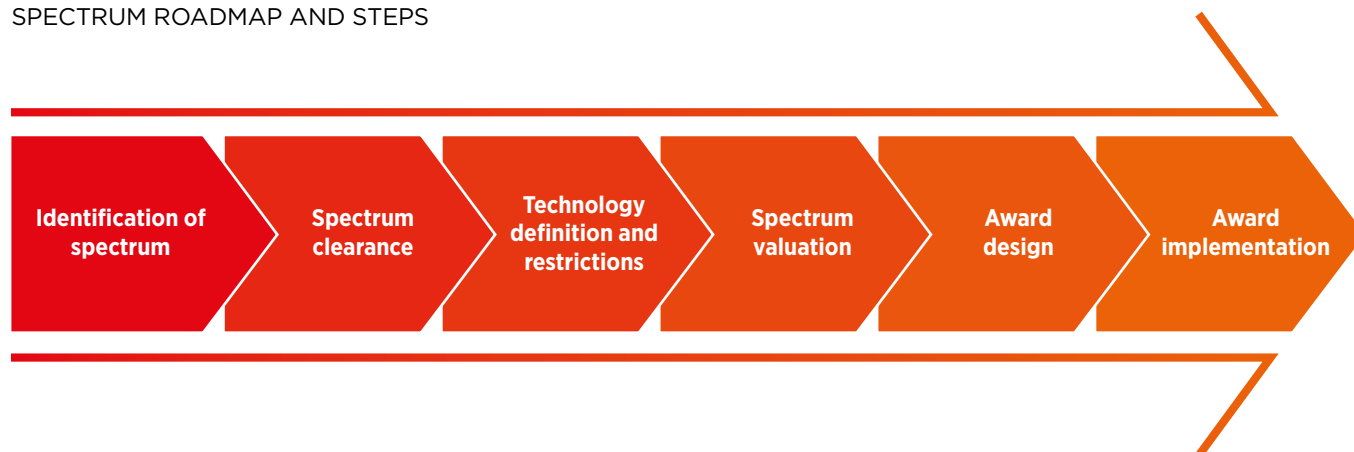 SPECTRUM ROADMAP AND STEPS
Identification of
spectrum
Spectrum
clearance
Technology
definition and
restrictions
Spectrum
valuation
Award
design
Award
implementation